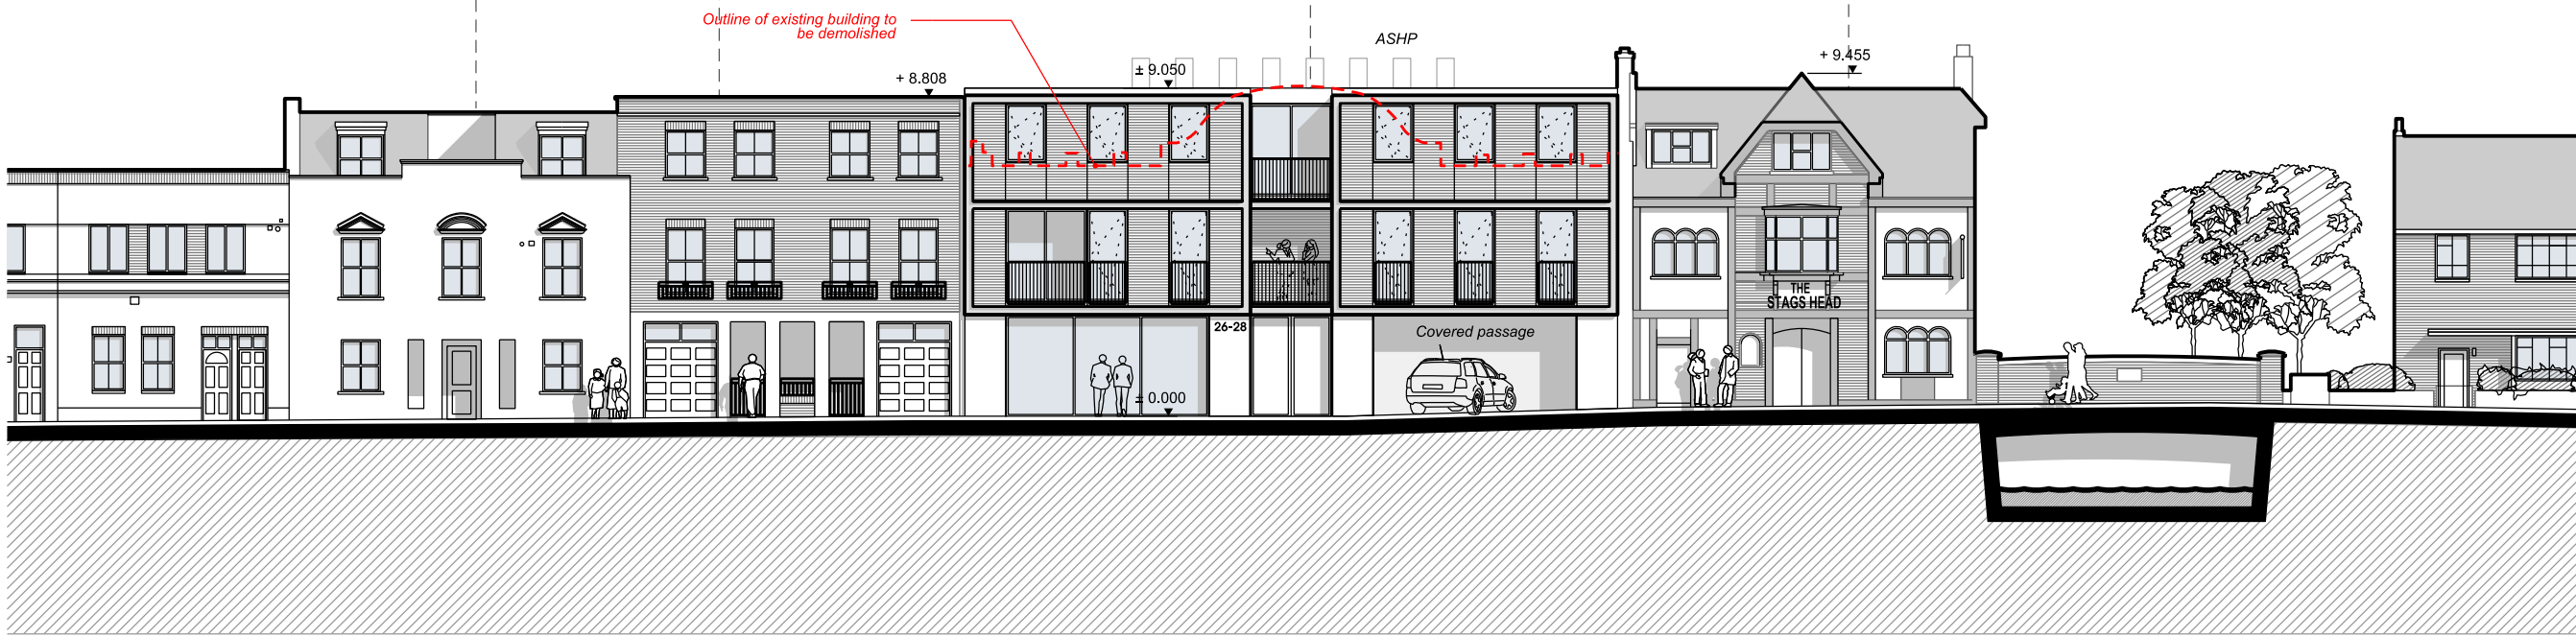 Outline of existing building to
be demolished
ASHP
+ 9.455
± 9.050
+ 8.808
THE
STAGS HEAD
26-28
Covered passage
± 0.000